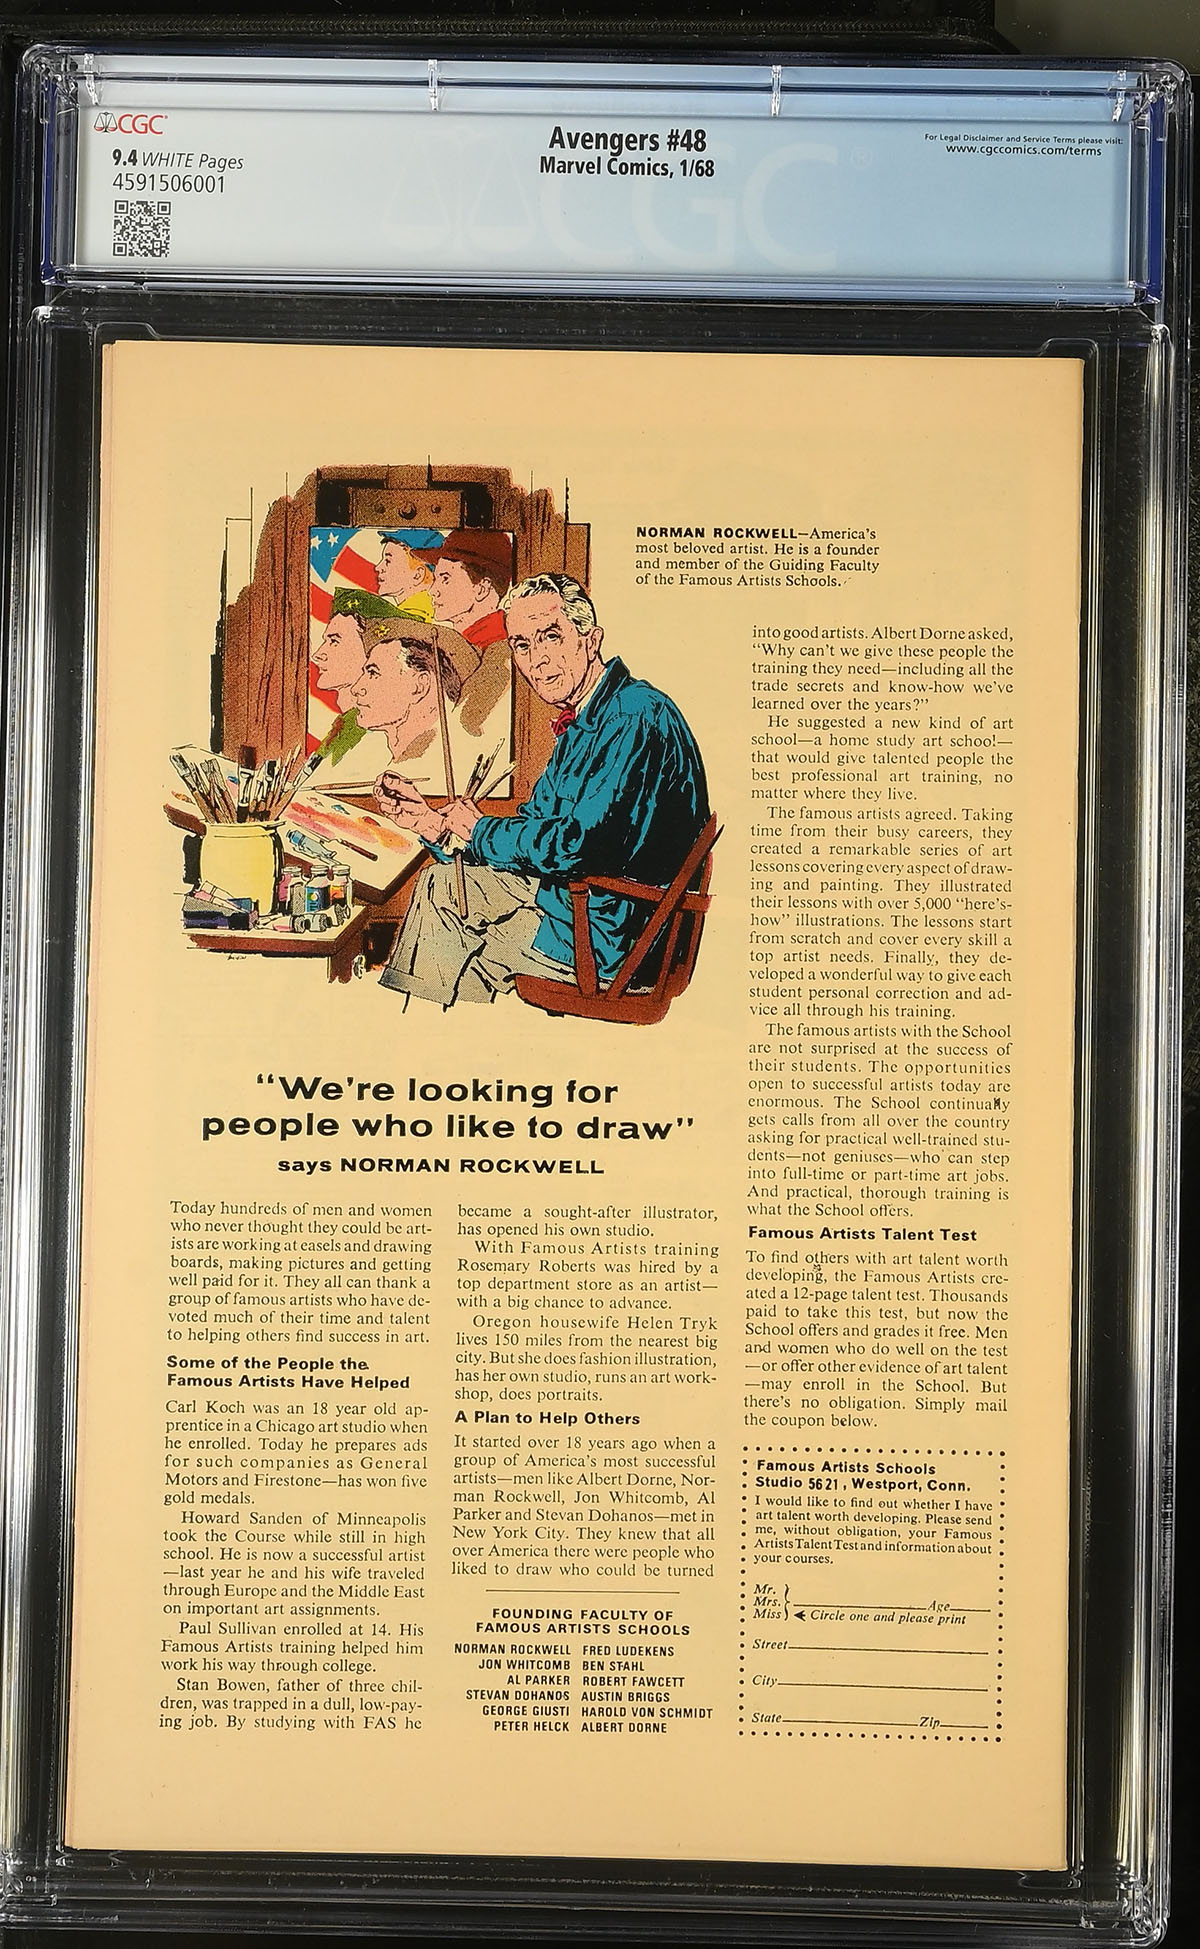 CGC
9.4 WHITE Pages
4591506001
Avengers #48
Marvel Comics, 1/68
For Legal Disclaimer and Service Terms please visit:
www.cgccomics.com/terms
CGC
NORMAN ROCKWELL—America's
most beloved artist. He is a founder
and member of the Guiding Faculty
of the Famous Artists Schools.
"We're looking for
people who like to draw"
says NORMAN ROCKWELL
Today hundreds of men and women
who never thought they could be art-
ists are working at easels and drawing
boards, making pictures and getting
well paid for it. They all can thank a
group of famous artists who have de-
voted much of their time and talent
to helping others find success in art.
Some of the People the
Famous Artists Have Helped
Carl Koch was an 18 year old ap-
prentice in a Chicago art studio when
he enrolled. Today he prepares ads
for such companies as General
Motors and Firestone—has won five
gold medals.
Howard Sanden of Minneapolis
took the Course while still in high
school. He is now a successful artist
—last year he and his wife traveled
through Europe and the Middle East
on important art assignments.
Paul Sullivan enrolled at 14. His
Famous Artists training helped him
work his way through college.
Stan Bowen, father of three chil-
dren, was trapped in a dull, low-pay-
ing job. By studying with FAS he
became a sought-after illustrator,
has opened his own studio.
With Famous Artists training
Rosemary Roberts was hired by a
top department store as an artist—
with a big chance to advance.
Oregon housewife Helen Tryk
lives 150 miles from the nearest big
city. But she does fashion illustration,
has her own studio, runs an art work-
shop, does portraits.
A Plan to Help Others
It started over 18 years ago when a
group of America's most successful
artists—men like Albert Dorne, Nor-
man Rockwell, Jon Whitcomb, Al
Parker and Stevan Dohanos—met in
New York City. They knew that all
over America there were people who
liked to draw who could be turned
FOUNDING FACULTY OF
FAMOUS ARTISTS SCHOOLS
NORMAN ROCKWELL FRED LUDEKENS
JON WHITCOMB BEN STAHL
AL PARKER ROBERT FAWCETT
STEVAN DOHANOS AUSTIN BRIGGS
GEORGE GIUSTI HAROLD VON SCHMIDT
PETER HELCK ALBERT DORNE
into good artists. Albert Dorne asked,
"Why can't we give these people the
training they need—including all the
trade secrets and know-how we've
learned over the years?"
He suggested a new kind of art
school—a home study art school—
that would give talented people the
best professional art training, no
matter where they live.
The famous artists agreed. Taking
time from their busy careers, they
created a remarkable series of art
lessons covering every aspect of draw-
ing and painting. They illustrated
their lessons with over 5,000 "here's-
how" illustrations. The lessons start
from scratch and cover every skill a
top artist needs. Finally, they de-
veloped a wonderful way to give each
student personal correction and ad-
vice all through his training.
The famous artists with the School
are not surprised at the success of
their students. The opportunities
open to successful artists today are
enormous. The School continually
gets calls from all over the country
asking for practical well-trained stu-
dents—not geniuses—who can step
into full-time or part-time art jobs.
And practical, thorough training is
what the School offers.
Famous Artists Talent Test
To find others with art talent worth
developing, the Famous Artists cre-
ated a 12-page talent test. Thousands
paid to take this test, but now the
School offers and grades it free. Men
and women who do well on the test
—or offer other evidence of art talent
—may enroll in the School. But
there's no obligation. Simply mail
the coupon below.
Famous Artists Schools
Studio 5621, Westport, Conn.
I would like to find out whether I have
art talent worth developing. Please send
me, without obligation, your Famous
Artists Talent Test and information about
your courses.
Mr.
Mrs. Age
Miss Circle one and please print
Street
City
State Zip